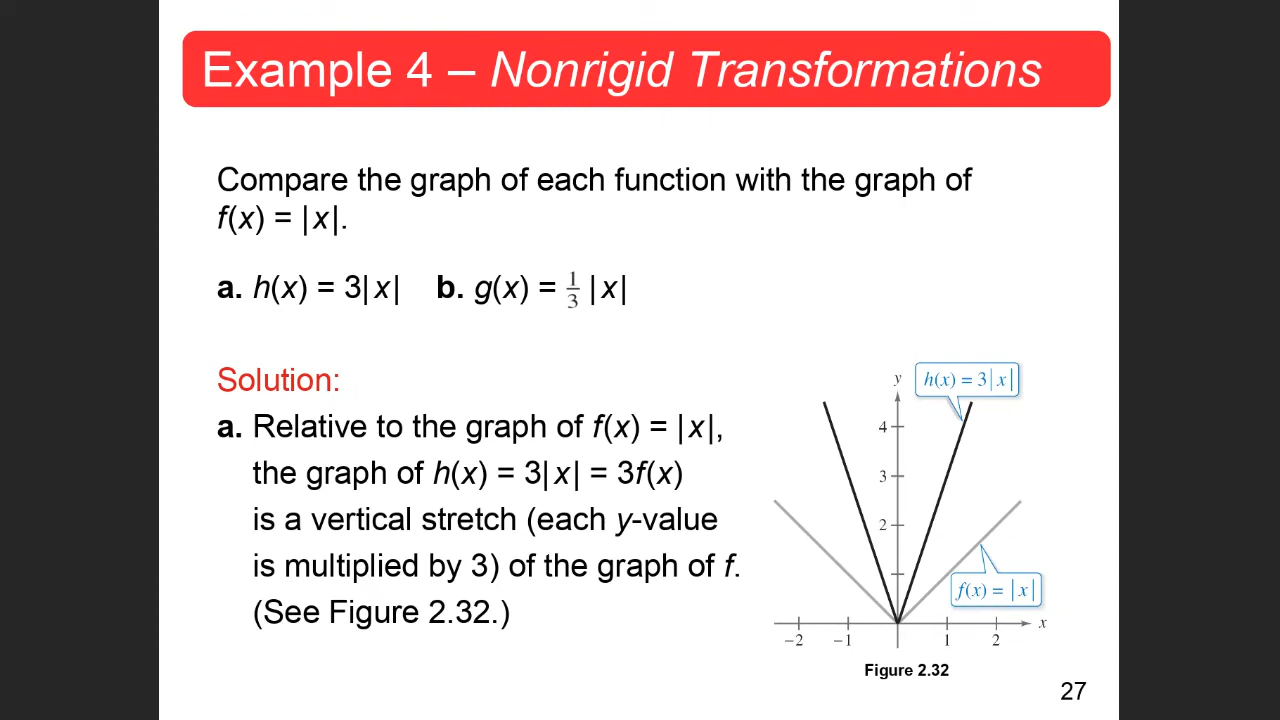 Example 4 – Nonrigid Transformations
Compare the graph of each function with the graph of
f(x) = |x|.
a. h(x) = 3|x| b. g(x) = 1/3 |x|
Solution:
a. Relative to the graph of f(x) = |x|,
the graph of h(x) = 3|x| = 3f(x)
is a vertical stretch (each y-value
is multiplied by 3) of the graph of f.
(See Figure 2.32.)
y
h(x) = 3|x|
4
3
2
f(x) = |x|
x
−2 −1 1 2
Figure 2.32
27